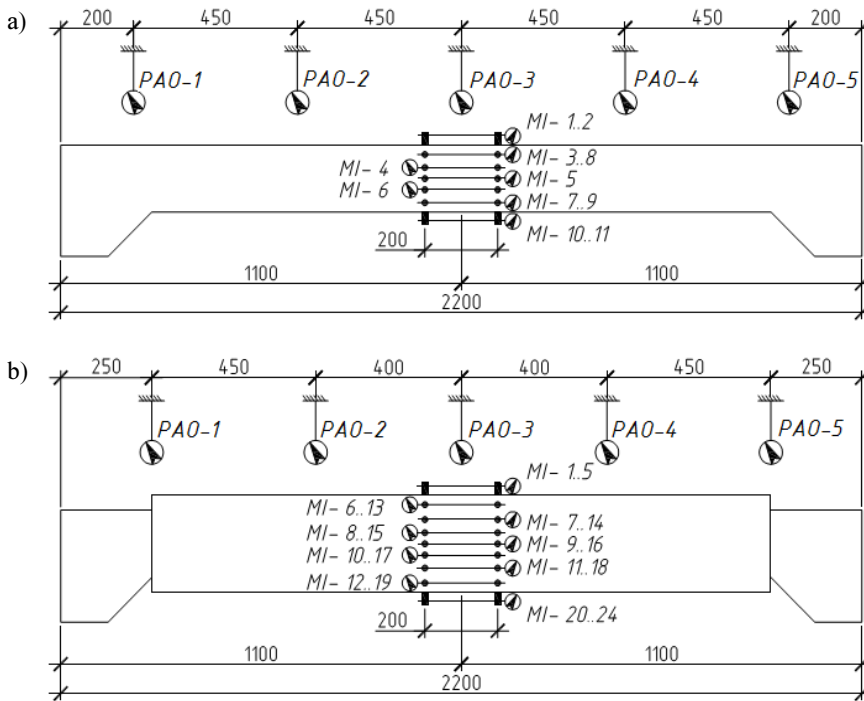 a)
200 450 450 450 450 200
PAO-1 PAO-2 PAO-3 PAO-4 PAO-5
MI- 1..2
MI- 3..8
MI- 4
MI- 5
MI- 6
MI- 7..9
MI- 10..11
200
1100 1100
2200
b)
250 450 400 400 450 250
PAO-1 PAO-2 PAO-3 PAO-4 PAO-5
MI- 1..5
MI- 6..13
MI- 7..14
MI- 8..15
MI- 9..16
MI- 10..17
MI- 11..18
MI- 12..19
MI- 20..24
200
1100 1100
2200